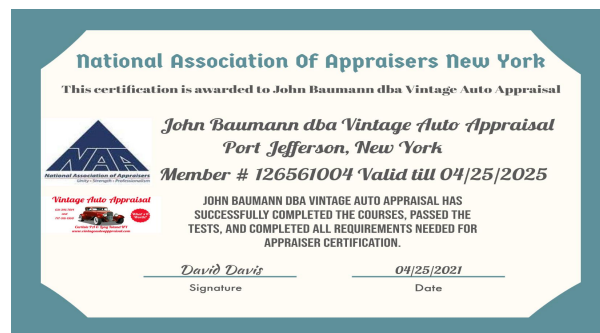 National Association Of Appraisers New York
This certification is awarded to John Baumann dba Vintage Auto Appraisal
John Baumann dba Vintage Auto Appraisal
Port Jefferson, New York
Member # 126561004 Valid till 04/25/2025
NAA
National Association of Appraisers
Unity • Strength • Professionalism
Vintage Auto Appraisal
JOHN BAUMANN DBA VINTAGE AUTO APPRAISAL HAS
SUCCESSFULLY COMPLETED THE COURSES, PASSED THE
TESTS, AND COMPLETED ALL REQUIREMENTS NEEDED FOR
APPRAISER CERTIFICATION.
David Davis
04/25/2021
Signature
Date